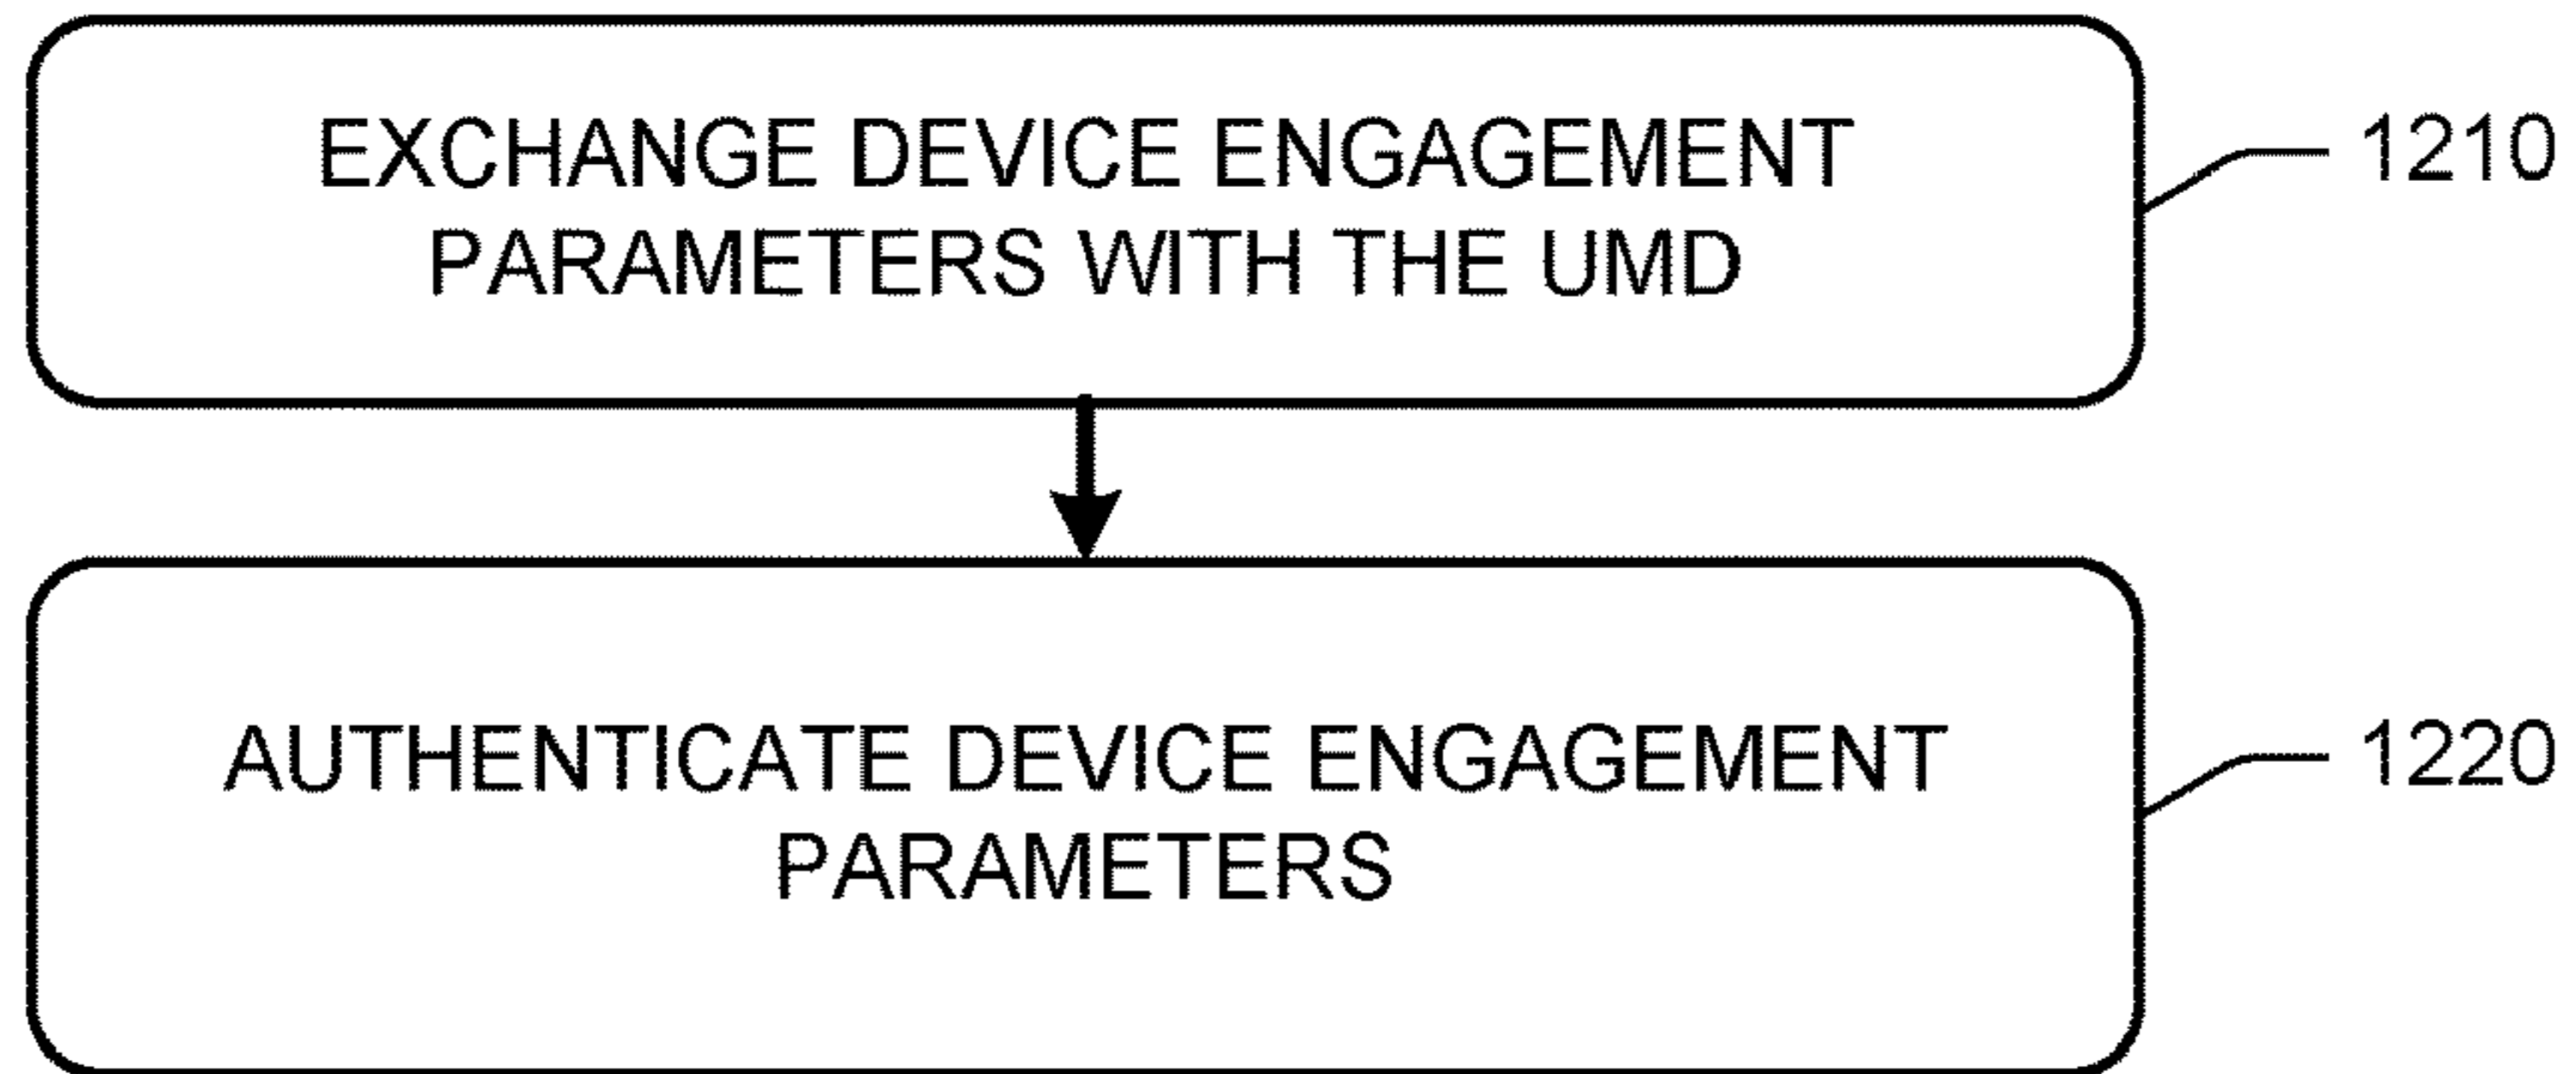 EXCHANGE DEVICE ENGAGEMENT
PARAMETERS WITH THE UMD
1210
AUTHENTICATE DEVICE ENGAGEMENT
PARAMETERS
1220